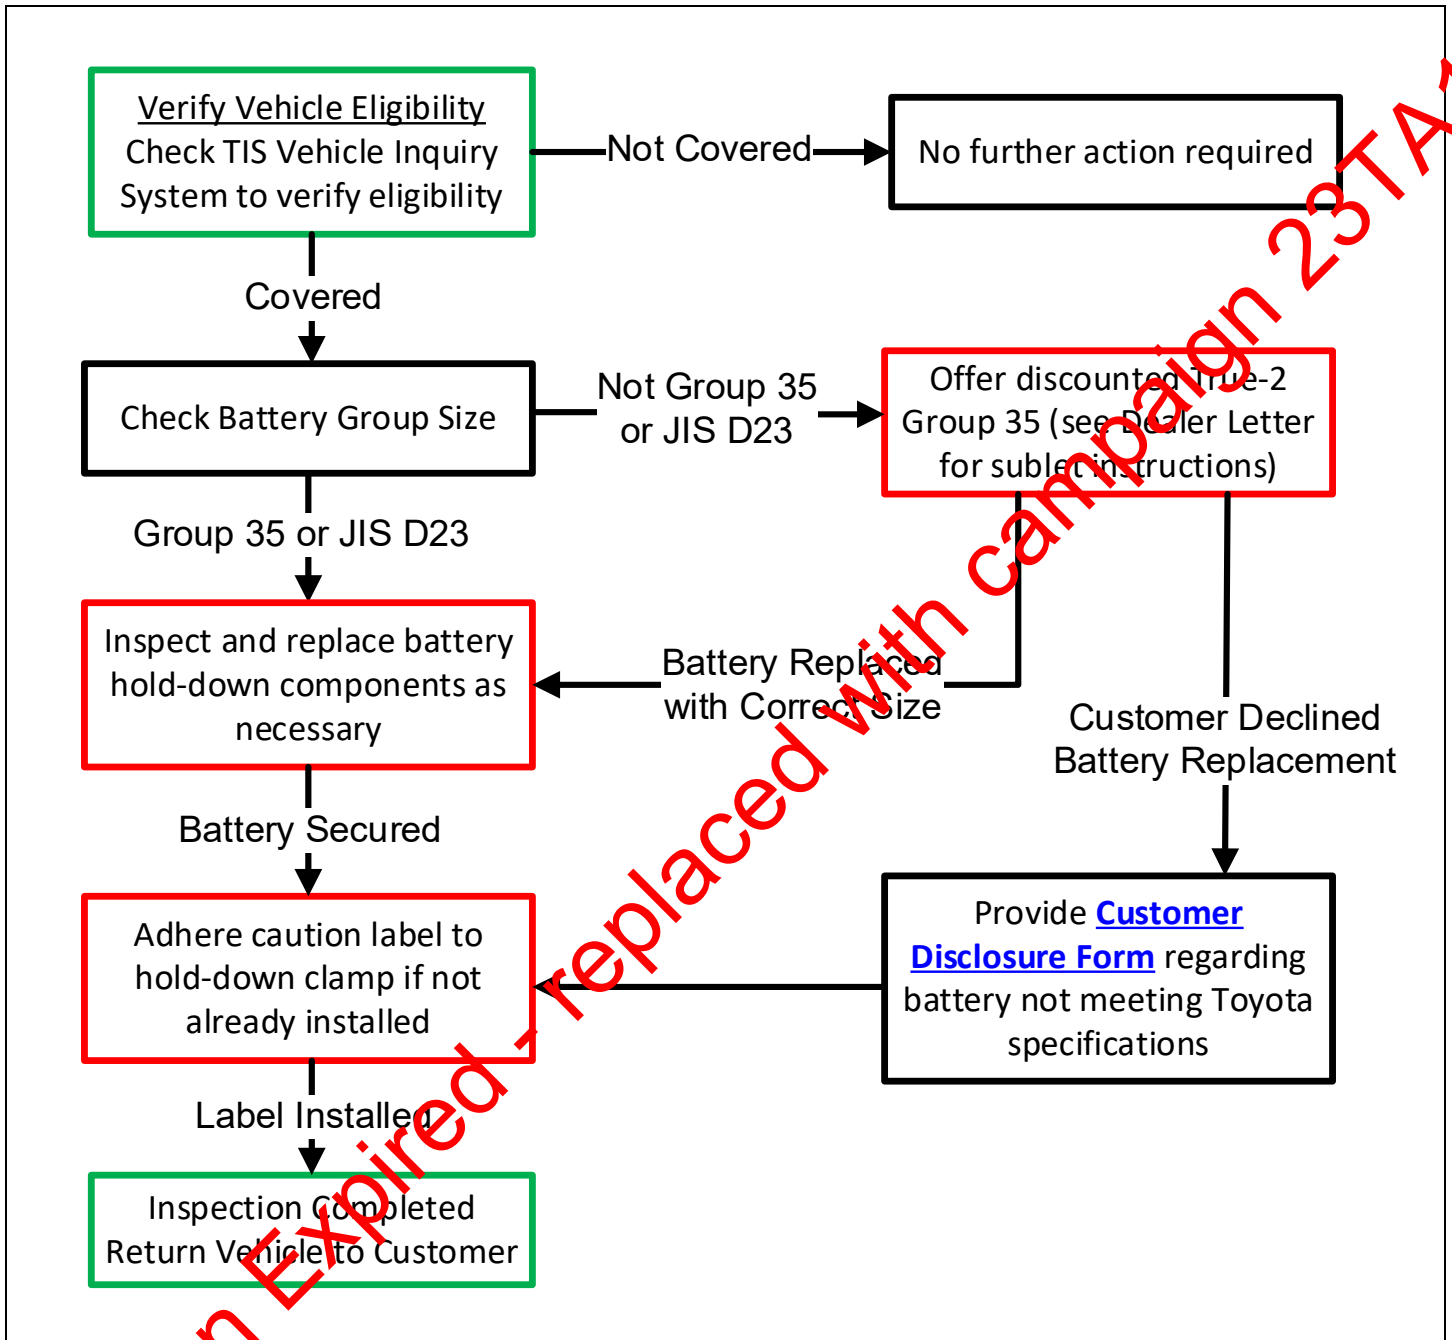 Verify Vehicle Eligibility
Check TIS Vehicle Inquiry
System to verify eligibility
Not Covered
No further action required
Covered
Check Battery Group Size
Not Group 35
or JIS D23
Offer discounted True-2
Group 35 (see Dealer Letter
for sublet instructions)
Group 35 or JIS D23
Inspect and replace battery
hold-down components as
necessary
Battery Replaced
with Correct Size
Customer Declined
Battery Replacement
Battery Secured
Adhere caution label to
hold-down clamp if not
already installed
Provide Customer
Disclosure Form regarding
battery not meeting Toyota
specifications
Label Installed
Inspection Completed
Return Vehicle to Customer
Expired - replaced with campaign